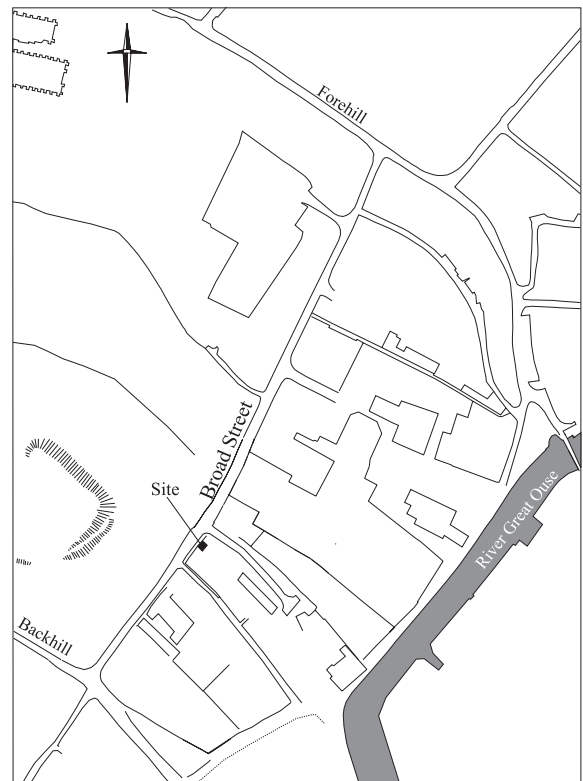 Forehill
Broad Street
Site
River Great Ouse
Backhill